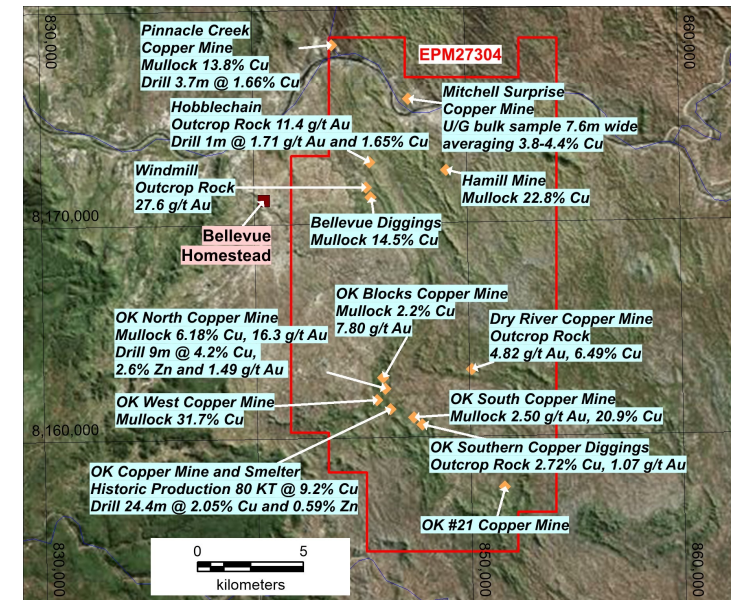 830,000
860,000
Pinnacle Creek
Copper Mine
Mullock 13.8% Cu
Drill 3.7m @ 1.66% Cu
EPM27304
Mitchell Surprise
Copper Mine
U/G bulk sample 7.6m wide
averaging 3.8-4.4% Cu
Hobblechain
Outcrop Rock 11.4 g/t Au
Drill 1m @ 1.71 g/t Au and 1.65% Cu
Windmill
Outcrop Rock
27.6 g/t Au
Hamill Mine
Mullock 22.8% Cu
8,170,000
Bellevue Diggings
Mullock 14.5% Cu
Bellevue
Homestead
OK Blocks Copper Mine
Mullock 2.2% Cu
7.80 g/t Au
OK North Copper Mine
Mullock 6.18% Cu, 16.3 g/t Au
Drill 9m @ 4.2% Cu,
2.6% Zn and 1.49 g/t Au
Dry River Copper Mine
Outcrop Rock
4.82 g/t Au, 6.49% Cu
OK West Copper Mine
Mullock 31.7% Cu
OK South Copper Mine
Mullock 2.50 g/t Au, 20.9% Cu
8,160,000
OK Southern Copper Diggings
Outcrop Rock 2.72% Cu, 1.07 g/t Au
OK Copper Mine and Smelter
Historic Production 80 KT @ 9.2% Cu
Drill 24.4m @ 2.05% Cu and 0.59% Zn
OK #21 Copper Mine
0 5
kilometers
830,000
850,000
860,000